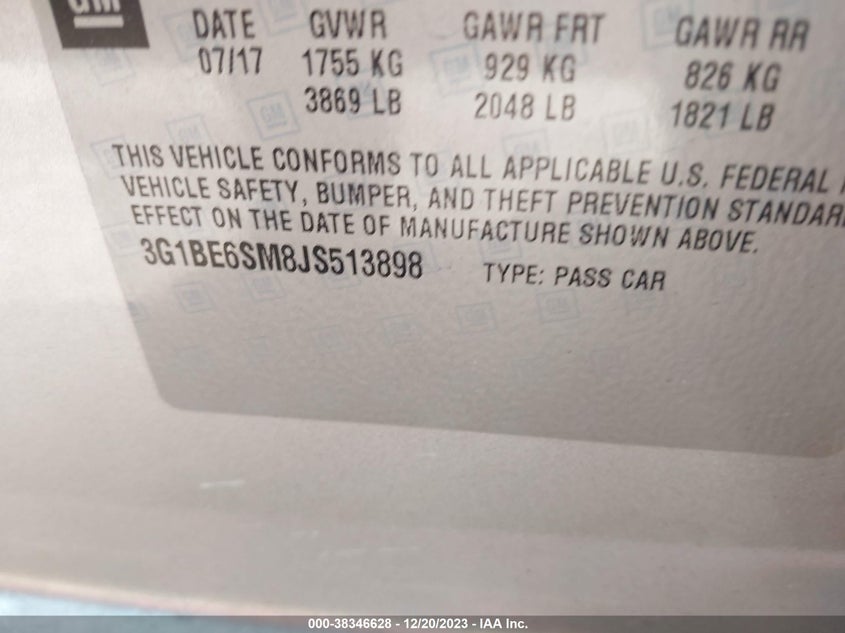 GM
DATE GVWR GAWR FRT GAWR RR
07/17 1755 KG 929 KG 826 KG
3869 LB 2048 LB 1821 LB
THIS VEHICLE CONFORMS TO ALL APPLICABLE U.S. FEDERAL
VEHICLE SAFETY, BUMPER, AND THEFT PREVENTION STANDAR
EFFECT ON THE DATE OF MANUFACTURE SHOWN ABOVE.
3G1BE6SM8JS513898 TYPE: PASS CAR
000-38346628 - 12/20/2023 - IAA Inc.